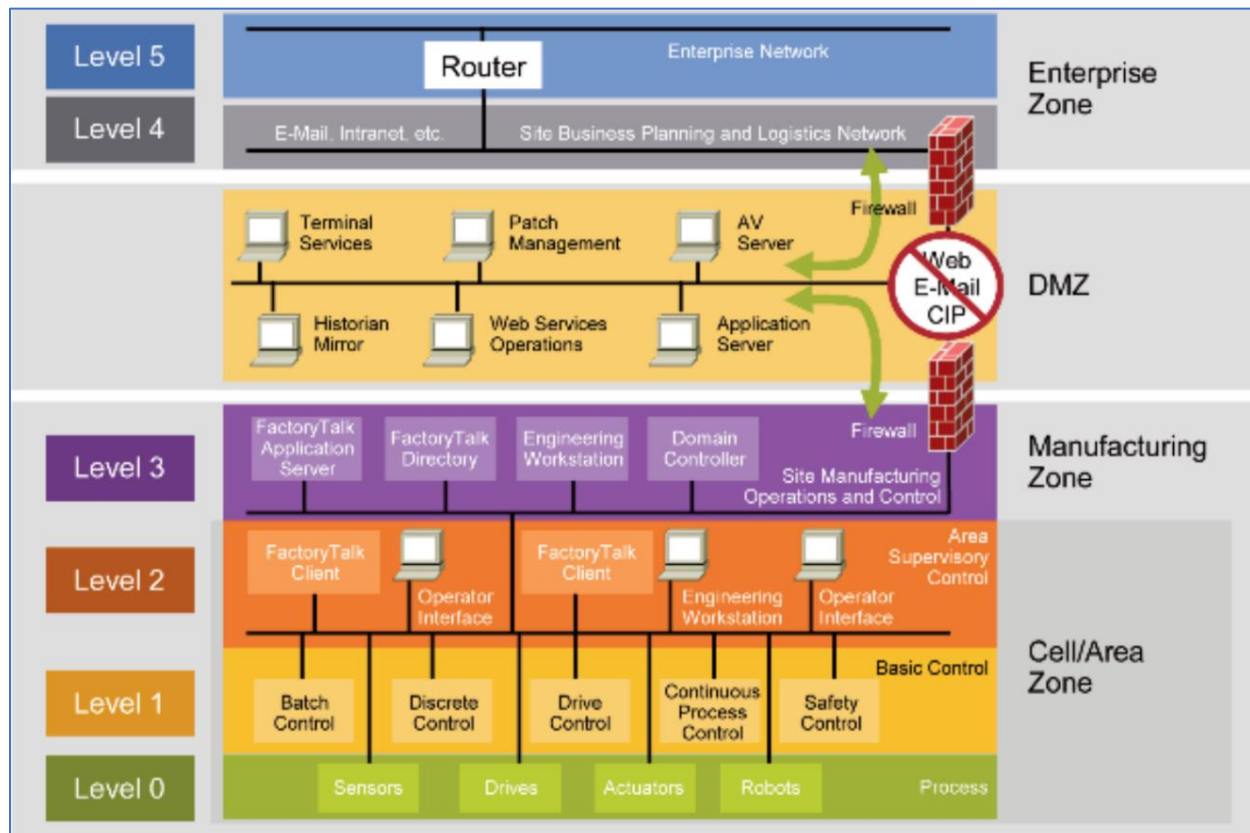 Level 5
Router
Enterprise Network
Enterprise
Zone
Level 4
E-Mail, Intranet, etc.
Site Business Planning and Logistics Network
Terminal
Services
Patch
Management
AV
Server
Firewall
Web
E-Mail
CIP
DMZ
Historian
Mirror
Web Services
Operations
Application
Server
Level 3
FactoryTalk
Application
Server
FactoryTalk
Directory
Engineering
Workstation
Domain
Controller
Firewall
Site Manufacturing
Operations and Control
Manufacturing
Zone
Level 2
FactoryTalk
Client
Operator
Interface
FactoryTalk
Client
Engineering
Workstation
Operator
Interface
Area
Supervisory
Control
Cell/Area
Zone
Level 1
Basic Control
Batch
Control
Discrete
Control
Drive
Control
Continuous
Process
Control
Safety
Control
Level 0
Sensors
Drives
Actuators
Robots
Process